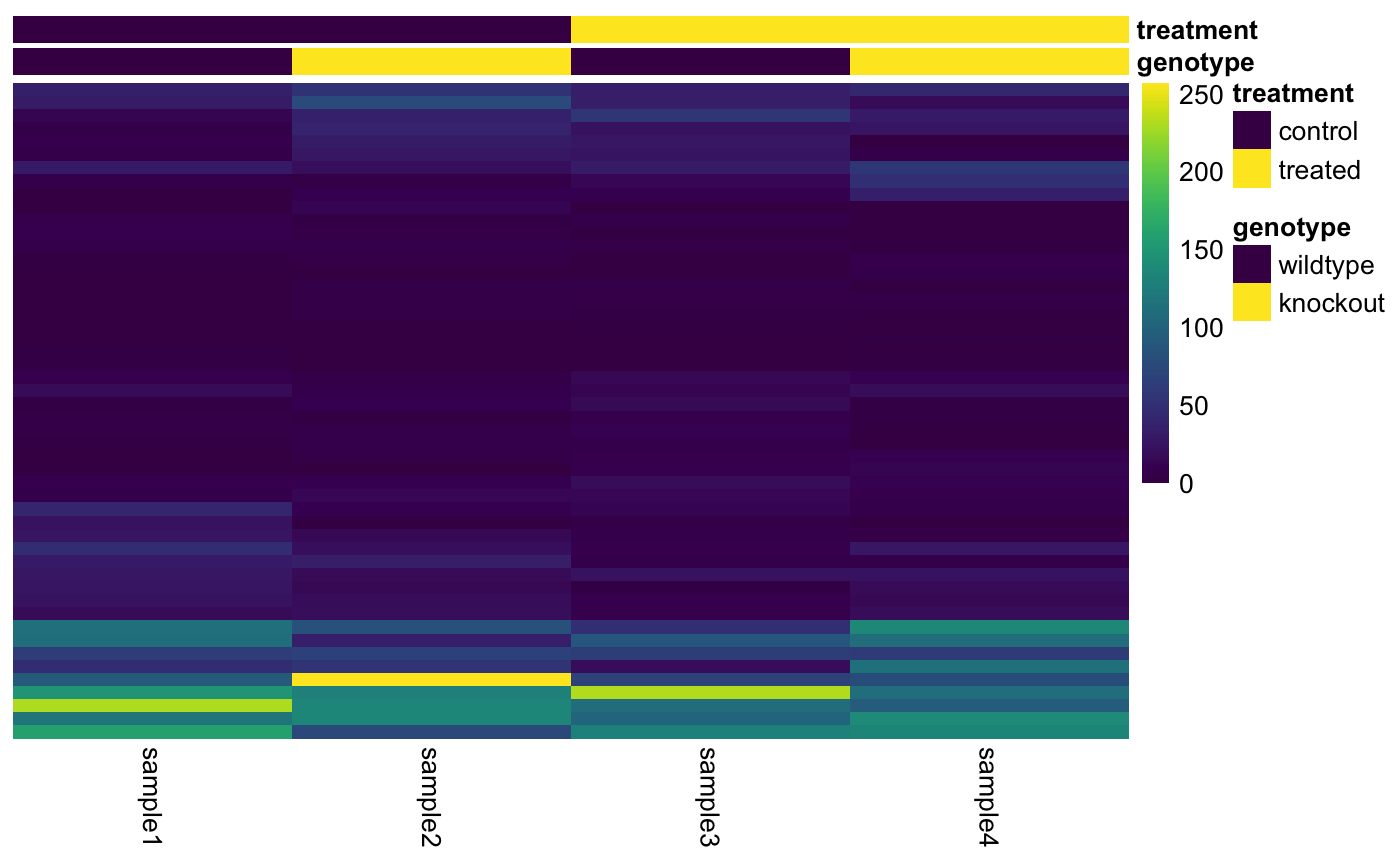 treatment
genotype
250
200
150
100
50
0
treatment
control
treated
genotype
wildtype
knockout
sample1
sample2
sample3
sample4